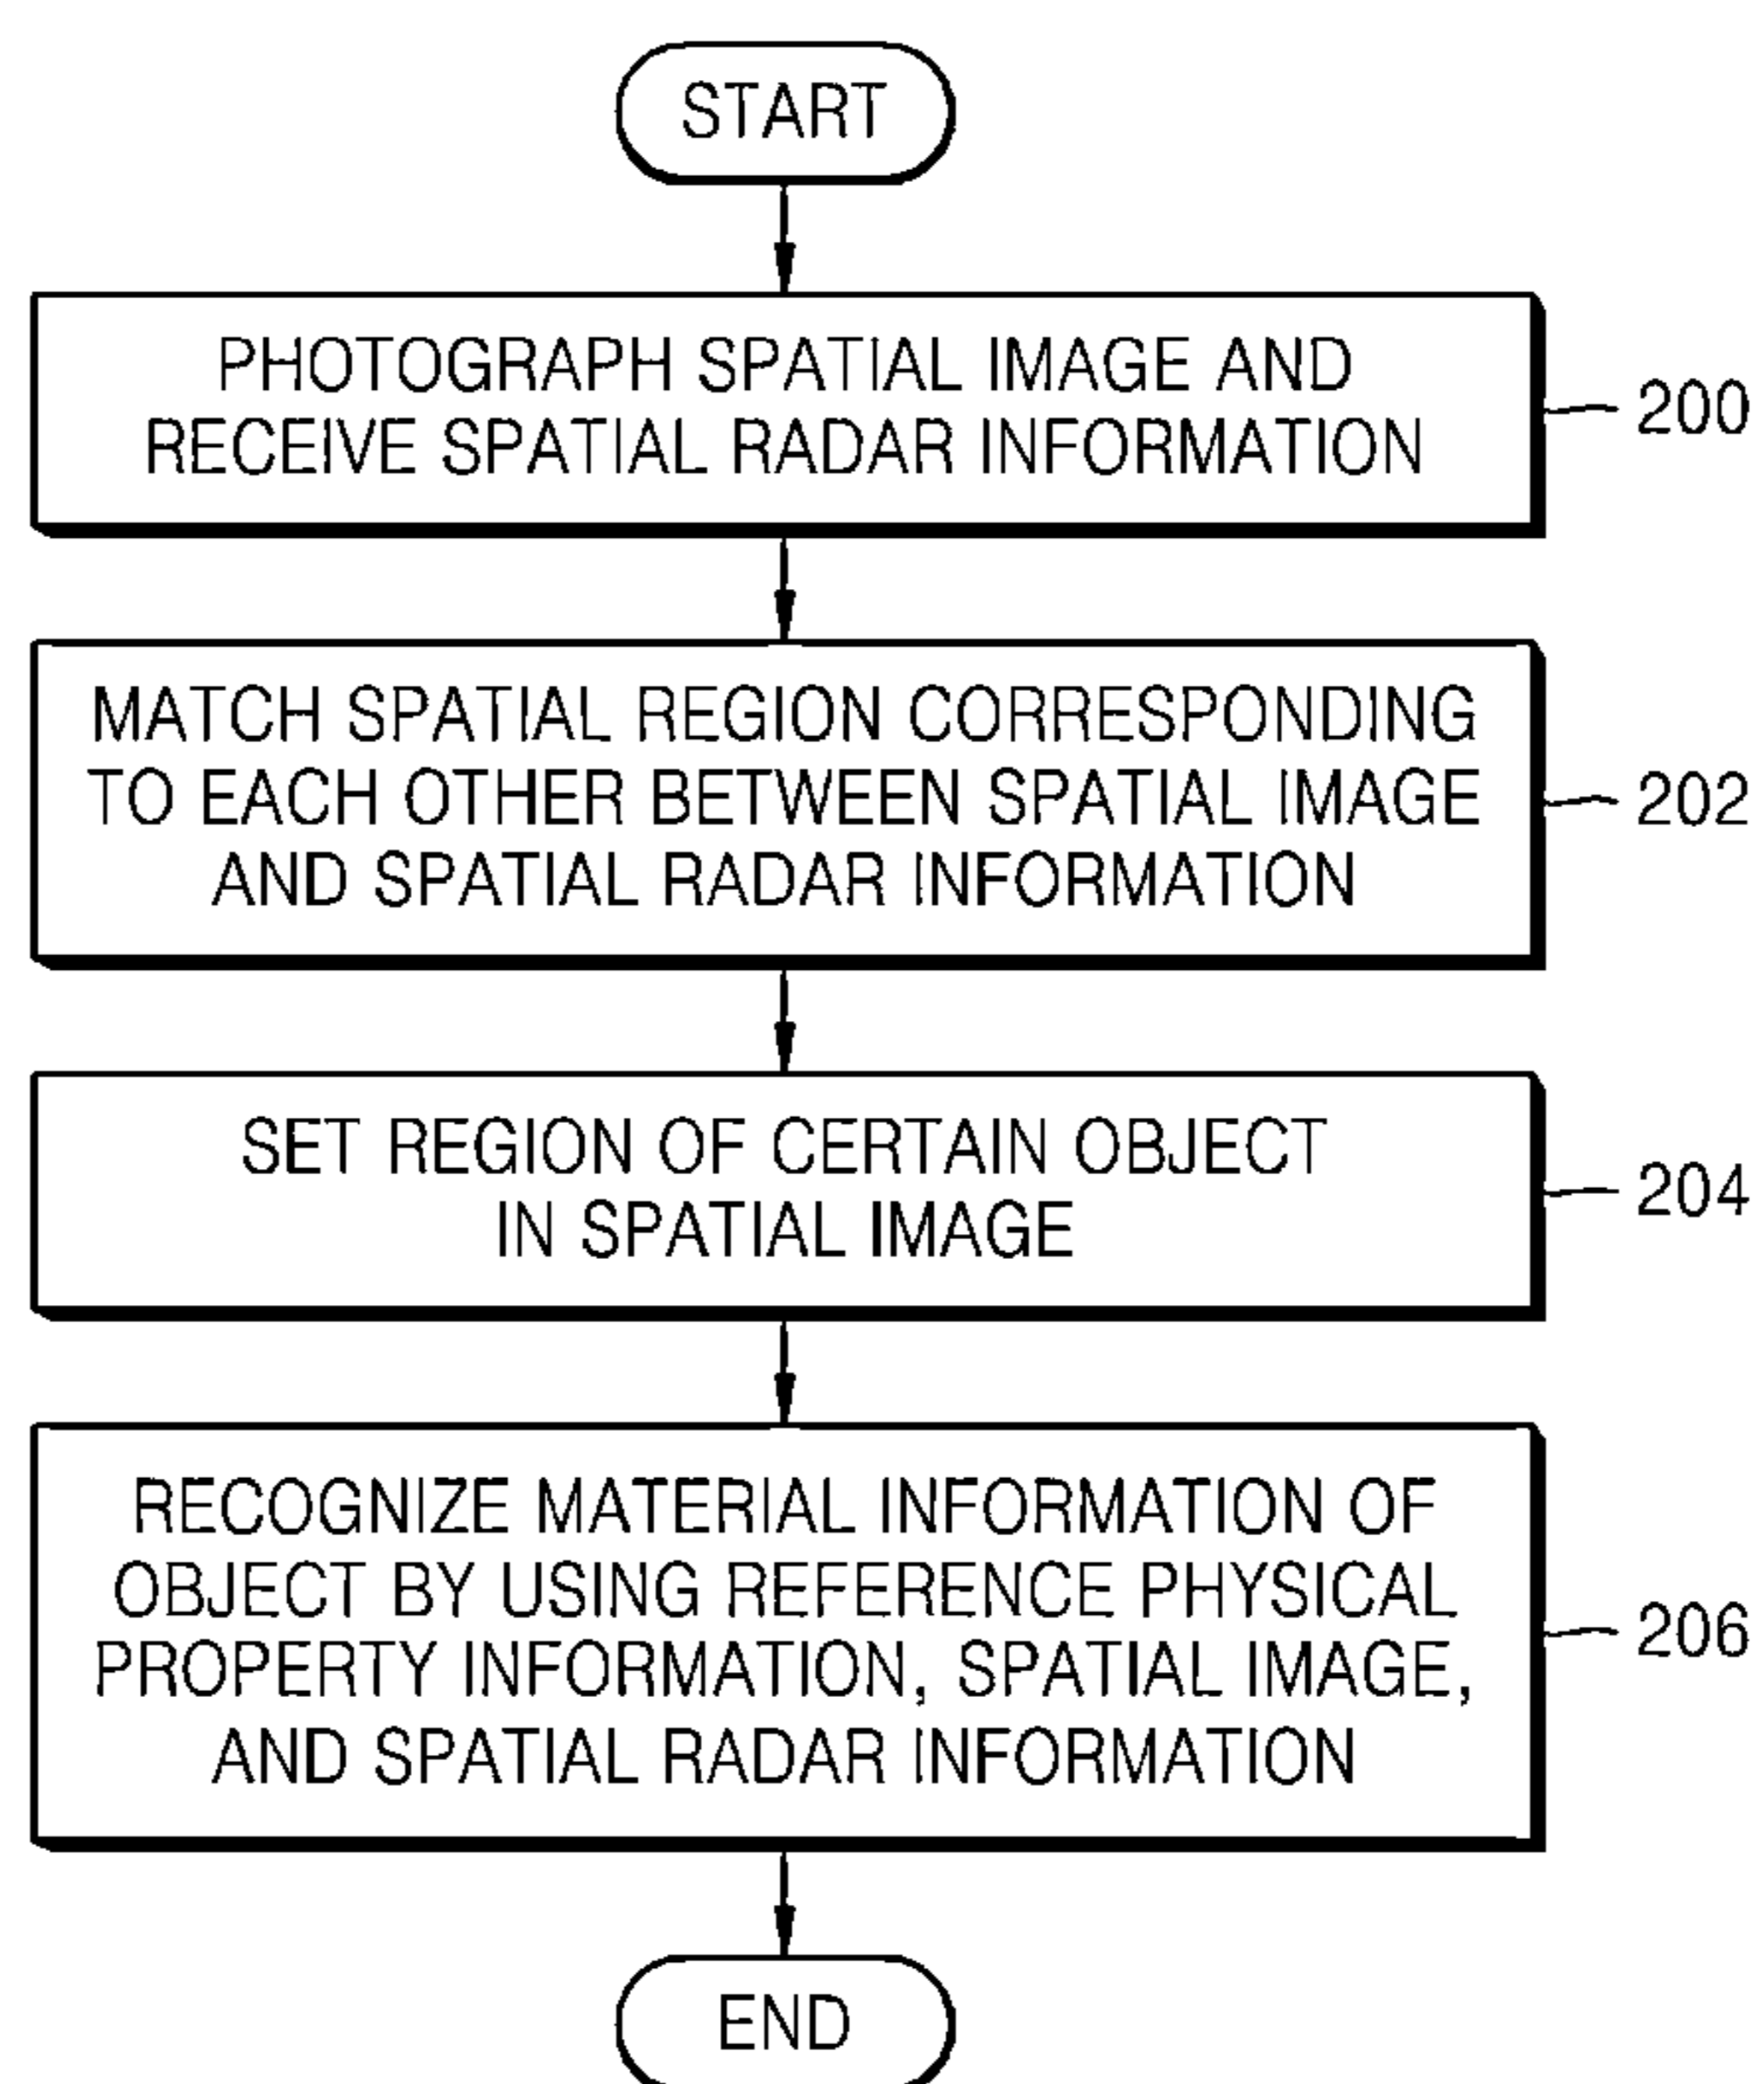 START
PHOTOGRAPH SPATIAL IMAGE AND
RECEIVE SPATIAL RADAR INFORMATION
200
MATCH SPATIAL REGION CORRESPONDING
TO EACH OTHER BETWEEN SPATIAL IMAGE
AND SPATIAL RADAR INFORMATION
202
SET REGION OF CERTAIN OBJECT
IN SPATIAL IMAGE
204
RECOGNIZE MATERIAL INFORMATION OF
OBJECT BY USING REFERENCE PHYSICAL
PROPERTY INFORMATION, SPATIAL IMAGE,
AND SPATIAL RADAR INFORMATION
206
END